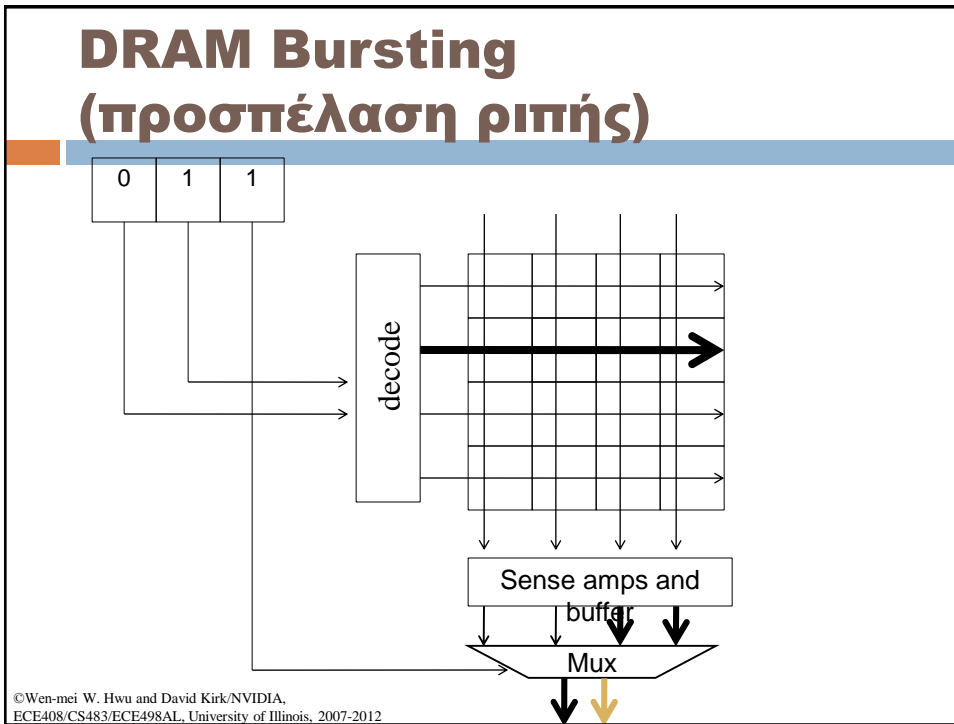 DRAM Bursting
(προσπέλαση ριπής)
0 1 1
decode
Sense amps and
buffer
Mux
©Wen-mei W. Hwu and David Kirk/NVIDIA,
ECE408/CS483/ECE498AL, University of Illinois, 2007-2012